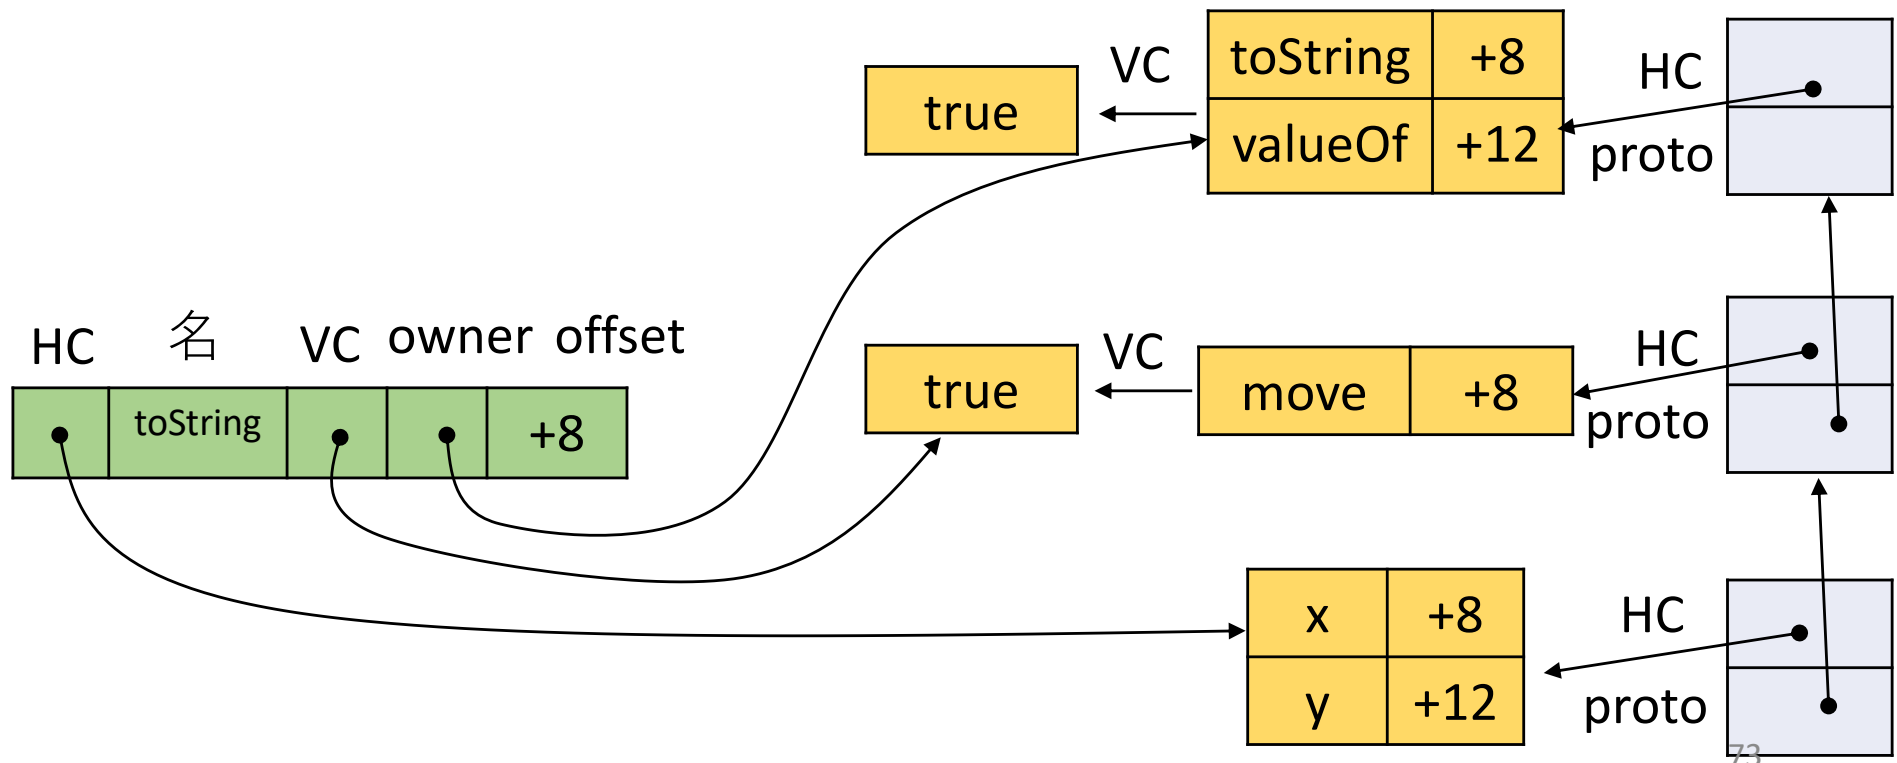 toString +8
VC
HC
true
valueOf +12
proto
HC 名 VC owner offset
toString +8
VC
HC
true
move +8
proto
x +8
HC
y +12
proto
73